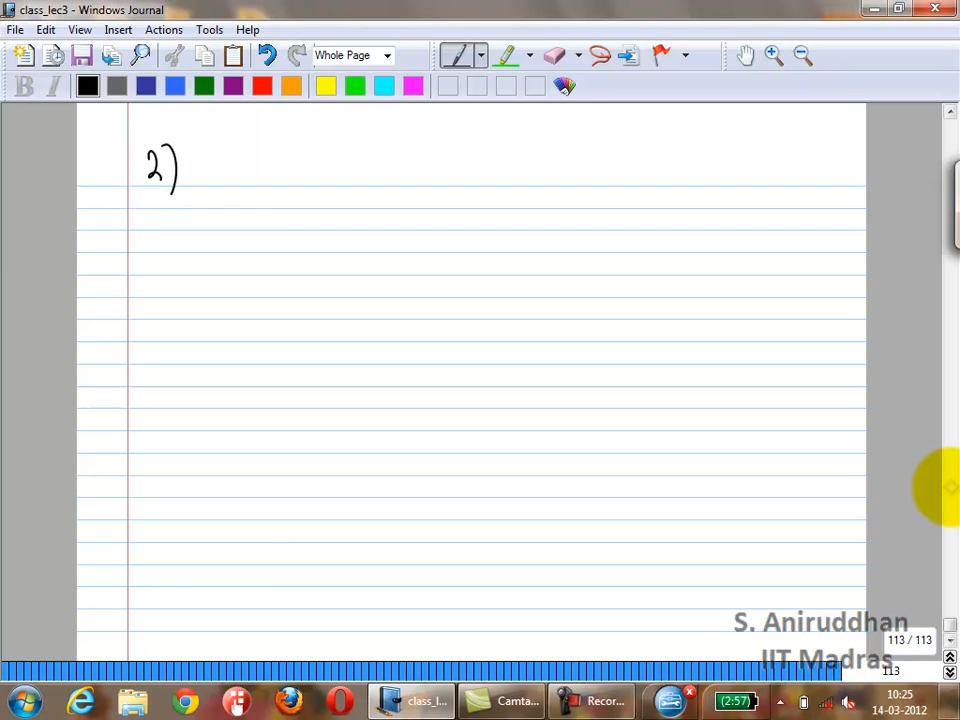 class_lec3 - Windows Journal
File Edit View Insert Actions Tools Help
Whole Page
B I
2)
S. Aniruddhan
IIT Madras
113 / 113
113
class_l... Camta... Recor... (2:57) 10:25
14-03-2012